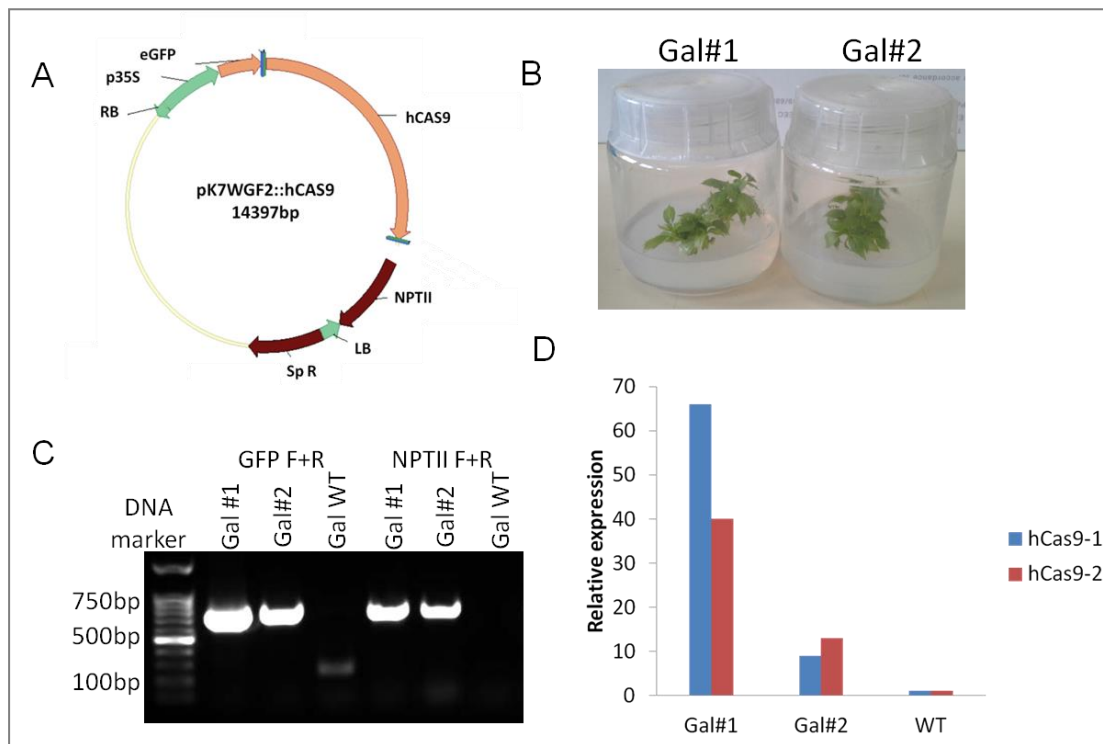 A
eGFP
p35S
RB
hCAS9
pK7WGF2::hCAS9
14397bp
NPTII
LB
Sp R
B
Gal#1
Gal#2
C
GFP F+R
NPTII F+R
DNA
marker
Gal #1
Gal#2
Gal WT
Gal #1
Gal#2
Gal WT
750bp
500bp
100bp
D
Relative expression
70
60
50
40
30
20
10
0
Gal#1
Gal#2
WT
hCas9-1
hCas9-2